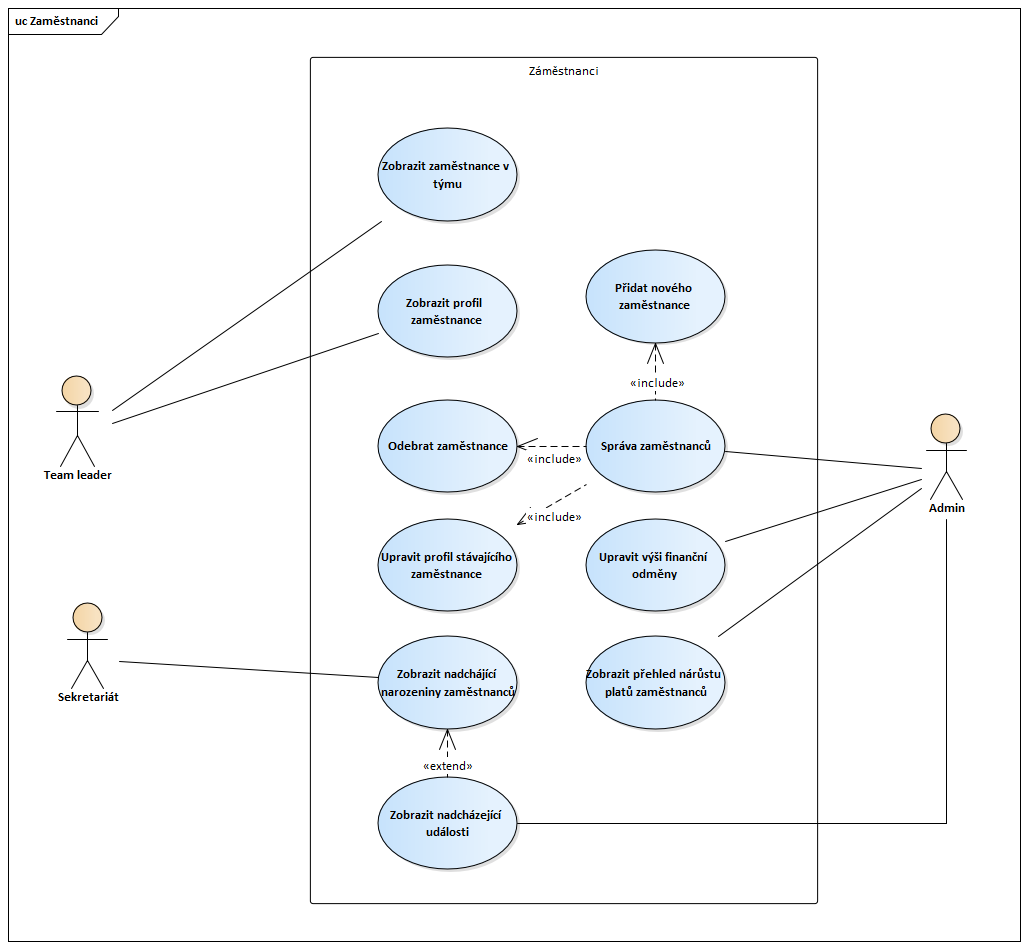 uc Zaměstnanci
Záměstnanci
Zobrazit zaměstnance v
týmu
Zobrazit profil
zaměstnance
Přidat nového
zaměstnance
«include»
Odebrat zaměstnance
«include»
Správa zaměstnanců
Team leader
Admin
«include»
Upravit profil stávajícího
zaměstnance
Upravit výši finanční
odměny
Sekretariát
Zobrazit nadchájící
narozeniny zaměstnanců
Zobrazit přehled nárůstu
platů zaměstnanců
«extend»
Zobrazit nadcházející
události